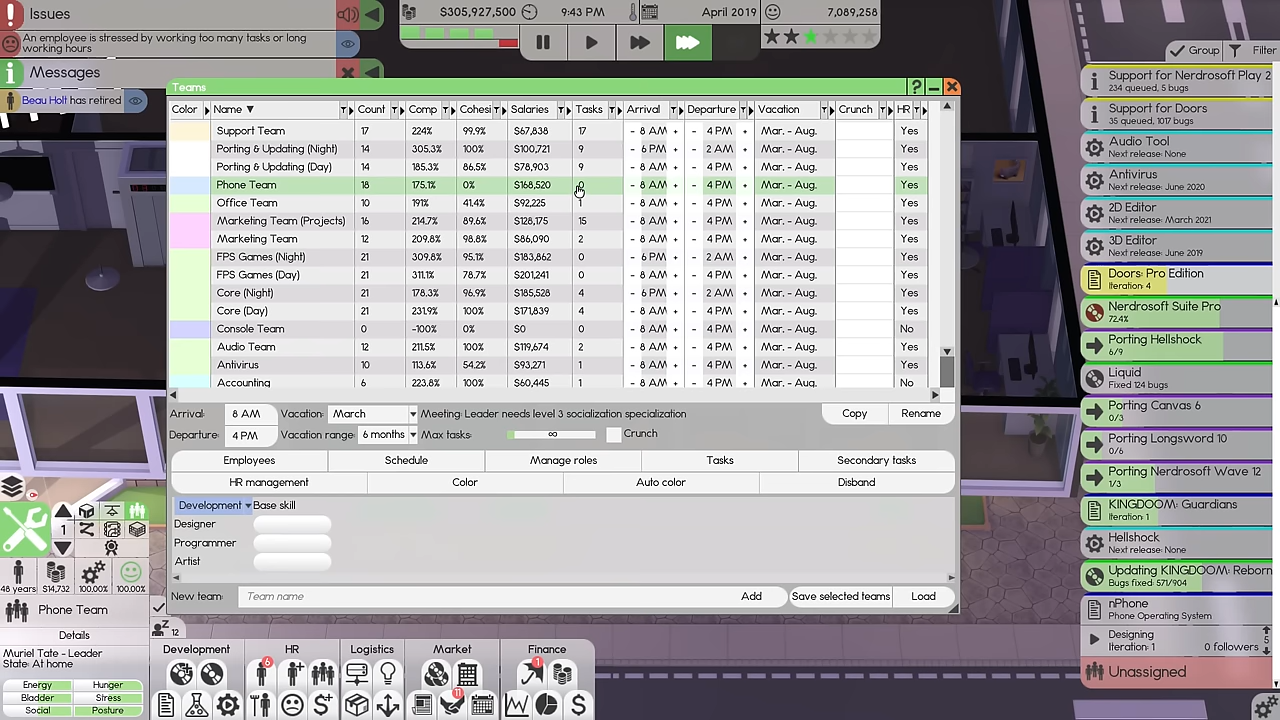 Issues
An employee is stressed by working too many tasks or long
working hours
Messages
Beau Holt has retired
$305,927,500
9:43 PM
April 2019
7,089,258
Group
Filter
Teams
Color Name Count Comp Cohesi Salaries Tasks Arrival Departure Vacation Crunch HR
Support Team 17 224% 99.9% $67,838 17 - 8 AM + - 4 PM + Mar. - Aug. Yes
Porting & Updating (Night) 14 305.3% 100% $100,721 9 - 6 PM + - 2 AM + Mar. - Aug. Yes
Porting & Updating (Day) 14 185.3% 86.5% $78,903 9 - 8 AM + - 4 PM + Mar. - Aug. Yes
Phone Team 18 175.1% 0% $168,520 - 8 AM + - 4 PM + Mar. - Aug. Yes
Office Team 10 191% 41.4% $92,225 1 - 8 AM + - 4 PM + Mar. - Aug. Yes
Marketing Team (Projects) 16 214.7% 89.6% $128,175 15 - 8 AM + - 4 PM + Mar. - Aug. Yes
Marketing Team 12 209.8% 98.8% $86,090 2 - 8 AM + - 4 PM + Mar. - Aug. Yes
FPS Games (Night) 21 309.8% 95.1% $183,862 0 - 6 PM + - 2 AM + Mar. - Aug. Yes
FPS Games (Day) 21 311.1% 78.7% $201,241 0 - 8 AM + - 4 PM + Mar. - Aug. Yes
Core (Night) 21 178.3% 96.9% $185,528 4 - 6 PM + - 2 AM + Mar. - Aug. Yes
Core (Day) 21 231.7% 100% $171,839 4 - 8 AM + - 4 PM + Mar. - Aug. Yes
Console Team 0 0% $0 0 - 8 AM + - 4 PM + Mar. - Aug. No
Audio Team 12 211.5% 100% $119,674 2 - 8 AM + - 4 PM + Mar. - Aug. Yes
Antivirus 10 113.6% 54.2% $93,271 1 - 8 AM + - 4 PM + Mar. - Aug. Yes
Accounting 6 223.8% 100% $60,445 1 - 8 AM + - 4 PM + Mar. - Aug. No
Arrival: 8 AM Vacation: March Meeting: Leader needs level 3 socialization specialization Copy Rename
Departure: 4 PM Vacation range: 6 months Max tasks: ∞ Crunch
Employees Schedule Manage roles Tasks Secondary tasks
HR management Color Auto color Disband
Development Base skill
Designer
Programmer
Artist
New team: Team name Add Save selected teams Load
Support for Nerdrosoft Play 2
234 queued, 5 bugs
Support for Doors
35 queued, 1017 bugs
Audio Tool
Next release: None
Antivirus
Next release: June 2020
2D Editor
Next release: March 2021
3D Editor
Next release: June 2019
Doors: Pro Edition
Iteration: 4
Nerdrosoft Suite Pro
72.4%
Porting Hellshock
6/9
Liquid
Fixed 124 bugs
Porting Canvas 6
0/3
Porting Longsword 10
0/6
Porting Nerdrosoft Wave 12
1/3
KINGDOOM: Guardians
Iteration: 1
Hellshock
Next release: None
Updating KINGDOOM: Reborn
Bugs fixed: 571/904
nPhone
Phone Operating System
Designing
Iteration: 1 0 followers
5
Unassigned
1
48 years $14,732 100.00% 100.00%
Phone Team
Details
Muriel Tate - Leader
State: At home
Energy Hunger
Bladder Stress
Social Posture
12
Development HR Logistics Market Finance
6
1
11